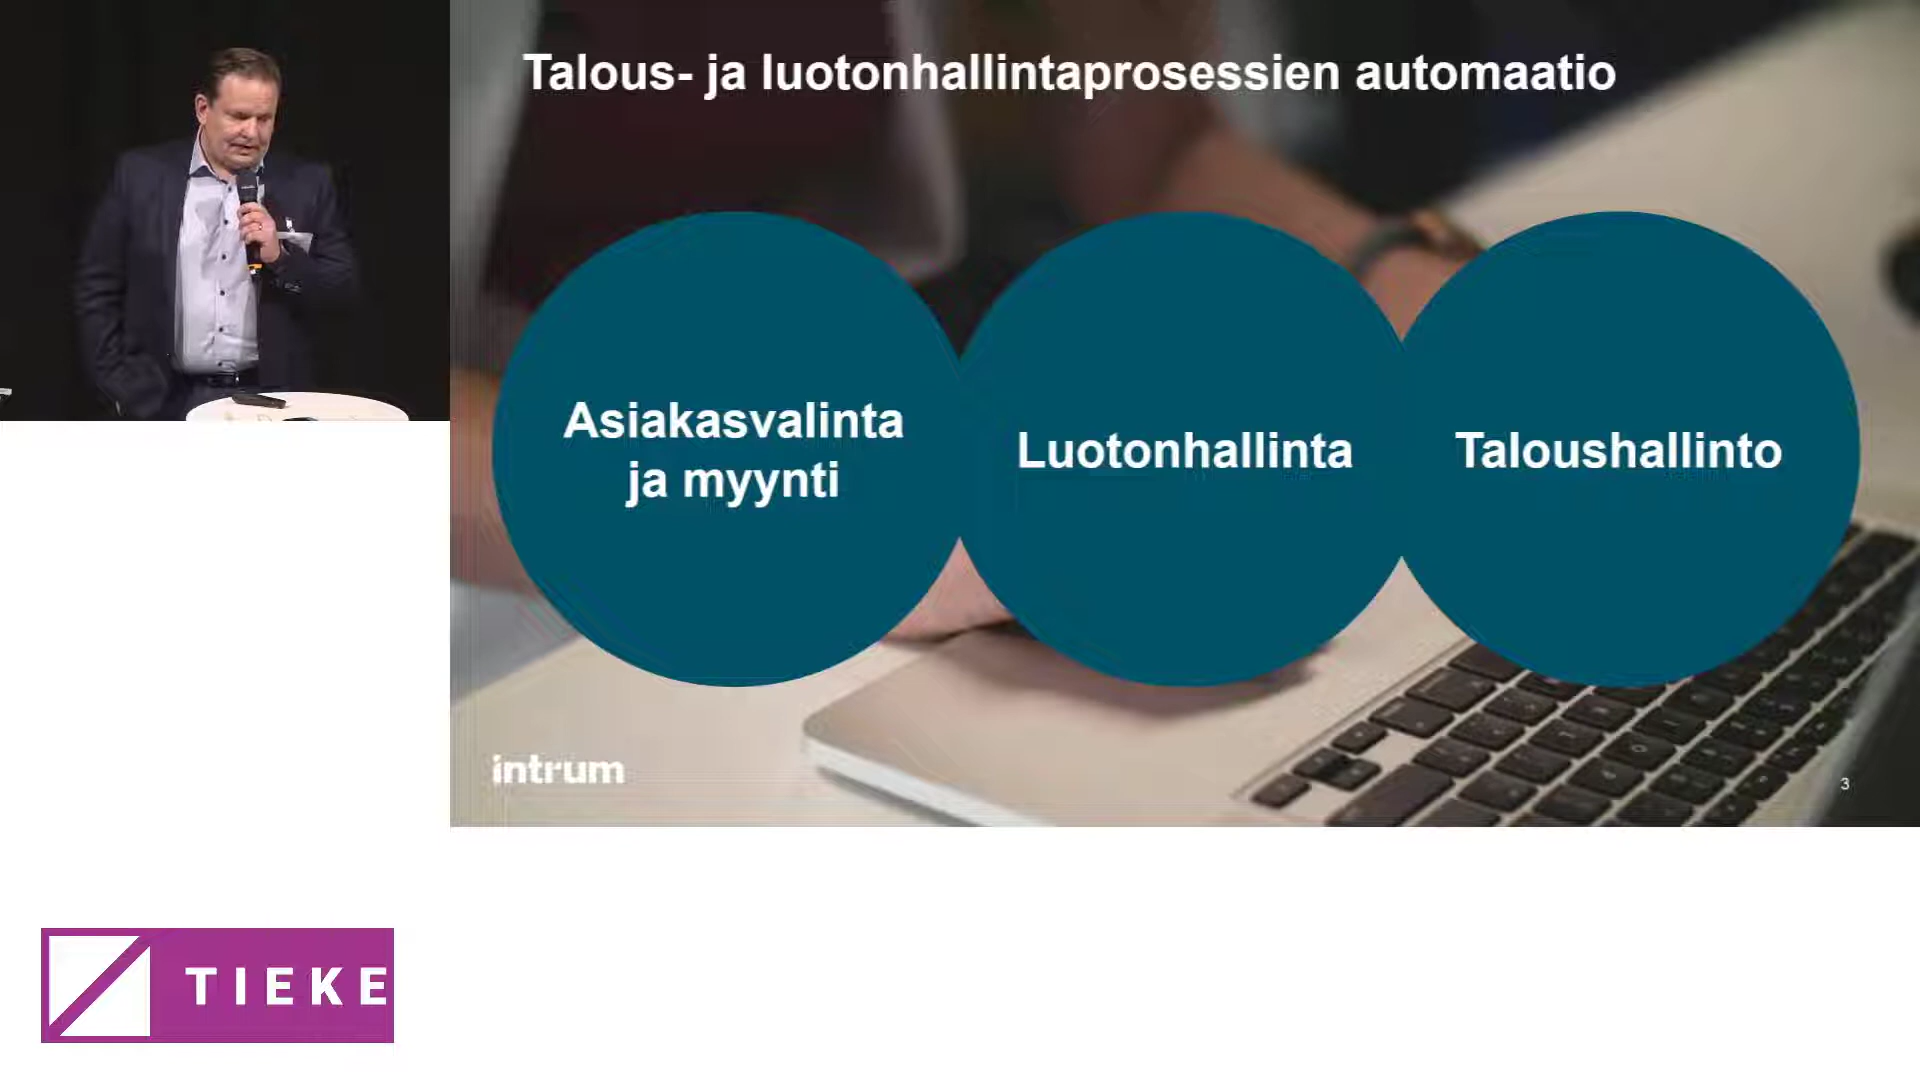 Talous- ja luotonhallintaprosessien automaatio
Asiakasvalinta
ja myynti
Luotonhallinta
Taloushallinto
intrum
3
TIEKE